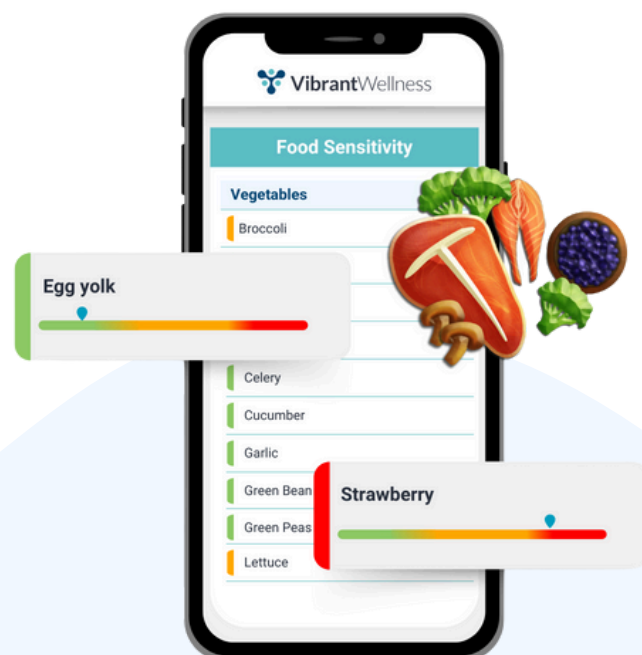 VibrantWellness
Food Sensitivity
Vegetables
Broccoli
Egg yolk
Celery
Cucumber
Garlic
Green Bean
Strawberry
Green Peas
Lettuce